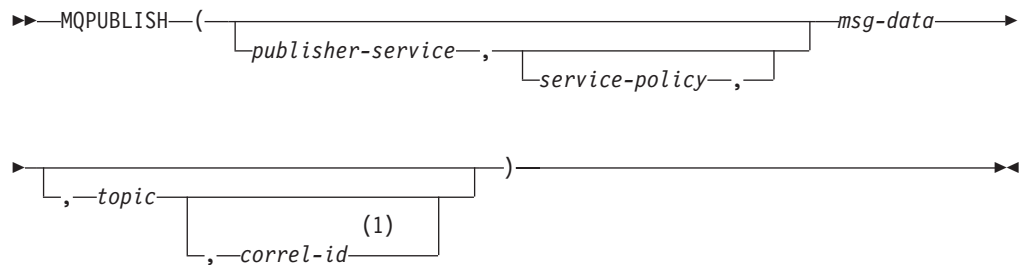 MQPUBLISH ( msg-data
publisher-service ,
service-policy ,
)
, topic
(1)
, correl-id